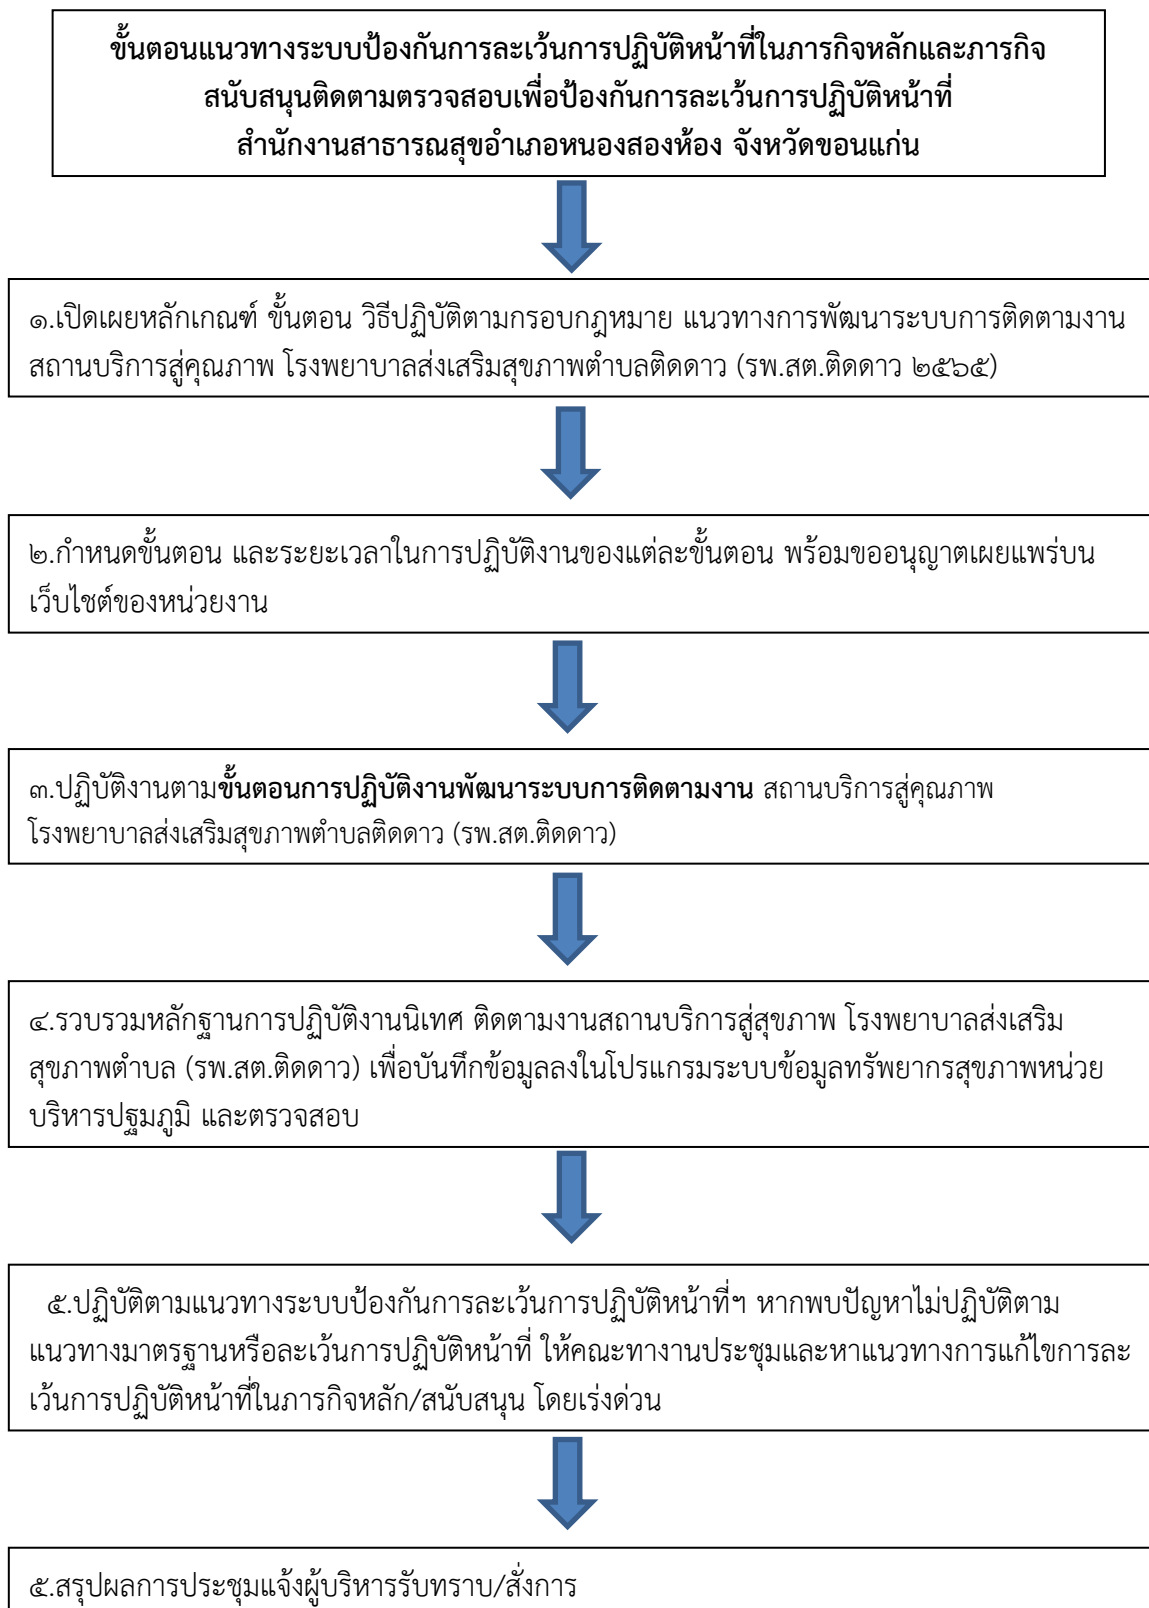 ขั้นตอนแนวทางระบบป้องกันการละเว้นการปฏิบัติหน้าที่ในภารกิจหลักและภารกิจ
สนับสนุนติดตามตรวจสอบเพื่อป้องกันการละเว้นการปฏิบัติหน้าที่
สำนักงานสาธารณสุขอำเภอหนองสองห้อง จังหวัดขอนแก่น
๑.เปิดเผยหลักเกณฑ์ ขั้นตอน วิธีปฏิบัติตามกรอบกฎหมาย แนวทางการพัฒนาระบบการติดตามงาน
สถานบริการสู่คุณภาพ โรงพยาบาลส่งเสริมสุขภาพตำบลติดดาว (รพ.สต.ติดดาว ๒๕๖๕)
๒.กำหนดขั้นตอน และระยะเวลาในการปฏิบัติงานของแต่ละขั้นตอน พร้อมขออนุญาตเผยแพร่บน
เว็บไชต์ของหน่วยงาน
๓.ปฏิบัติงานตามขั้นตอนการปฏิบัติงานพัฒนาระบบการติดตามงาน สถานบริการสู่คุณภาพ
โรงพยาบาลส่งเสริมสุขภาพตำบลติดดาว (รพ.สต.ติดดาว)
๔.รวบรวมหลักฐานการปฏิบัติงานนิเทศ ติดตามงานสถานบริการสู่สุขภาพ โรงพยาบาลส่งเสริม
สุขภาพตำบล (รพ.สต.ติดดาว) เพื่อบันทึกข้อมูลลงในโปรแกรมระบบข้อมูลทรัพยากรสุขภาพหน่วย
บริหารปฐมภูมิ และตรวจสอบ
๕.ปฏิบัติตามแนวทางระบบป้องกันการละเว้นการปฏิบัติหน้าที่ฯ หากพบปัญหาไม่ปฏิบัติตาม
แนวทางมาตรฐานหรือละเว้นการปฏิบัติหน้าที่ ให้คณะทางานประชุมและหาแนวทางการแก้ไขการละ
เว้นการปฏิบัติหน้าที่ในภารกิจหลัก/สนับสนุน โดยเร่งด่วน
๕.สรุปผลการประชุมแจ้งผู้บริหารรับทราบ/สั่งการ